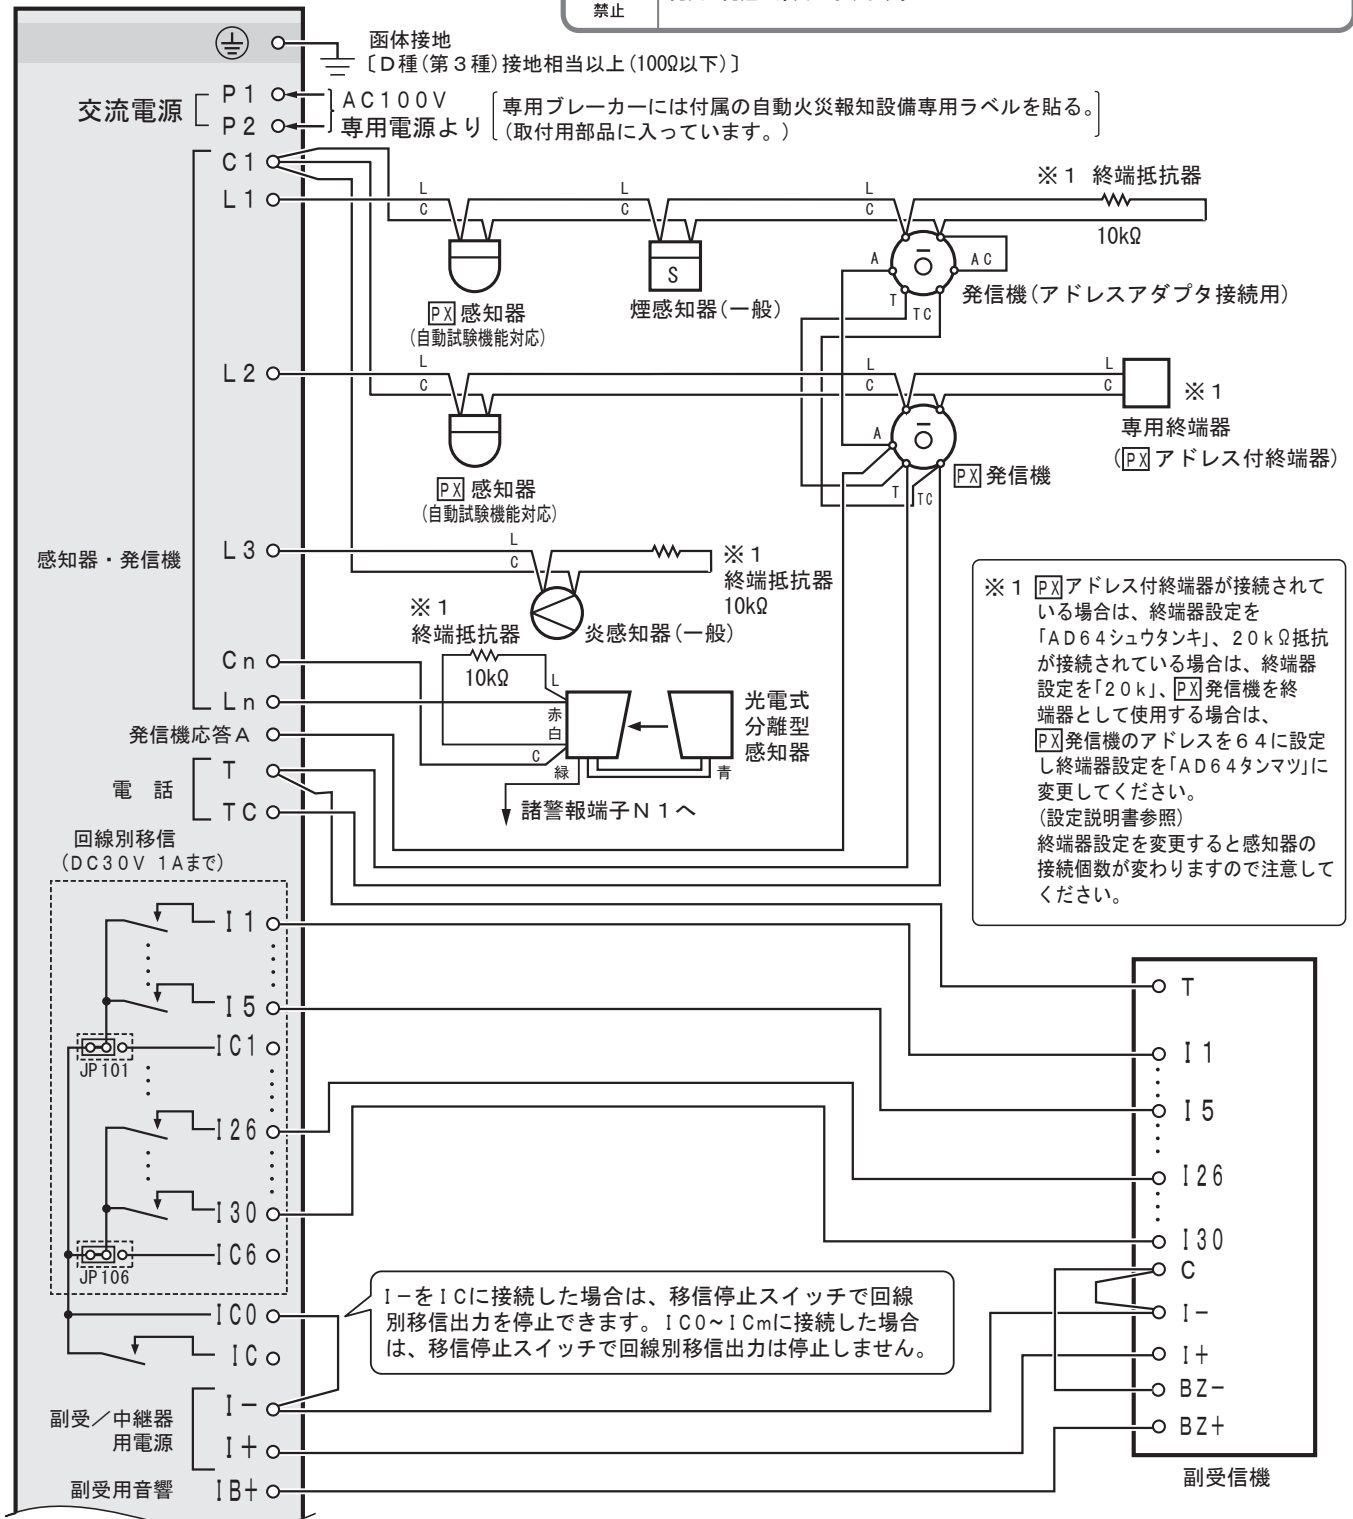 禁止
函体接地
〔D種(第3種)接地相当以上(100Ω以下)〕
交流電源
P1
P2
AC100V
専用電源より
専用ブレーカーには付属の自動火災報知設備専用ラベルを貼る。
(取付用部品に入っています。)
C1
L1
L
C
L
C
L
C
※1 終端抵抗器
10kΩ
PX 感知器
(自動試験機能対応)
S
煙感知器(一般)
A
AC
T
TC
発信機(アドレスアダプタ接続用)
L2
L
C
L
C
L
C
※1
専用終端器
(PX アドレス付終端器)
PX 感知器
(自動試験機能対応)
A
T
TC
PX 発信機
感知器・発信機
L3
L
C
※1
終端抵抗器
10kΩ
炎感知器(一般)
※1
終端抵抗器
10kΩ
Cn
Ln
L
赤
白
C
緑
青
光電式
分離型
感知器
諸警報端子N1へ
発信機応答A
電 話
T
TC
※1 PXアドレス付終端器が接続されて
いる場合は、終端器設定を
「AD64シュウタンキ」、20kΩ抵抗
が接続されている場合は、終端器
設定を「20k」、PX発信機を終
端器として使用する場合は、
PX発信機のアドレスを64に設定
し終端器設定を「AD64タンマツ」に
変更してください。
(設定説明書参照)
終端器設定を変更すると感知器の
接続個数が変わりますので注意して
ください。
回線別移信
(DC30V 1Aまで)
I1
I5
IC1
JP101
I26
I30
IC6
JP106
IC0
IC
I-をICに接続した場合は、移信停止スイッチで回線
別移信出力を停止できます。IC0~ICmに接続した場合
は、移信停止スイッチで回線別移信出力は停止しません。
副受/中継器
用電源
I-
I+
副受用音響
IB+
T
I1
I5
I26
I30
C
I-
I+
BZ-
BZ+
副受信機